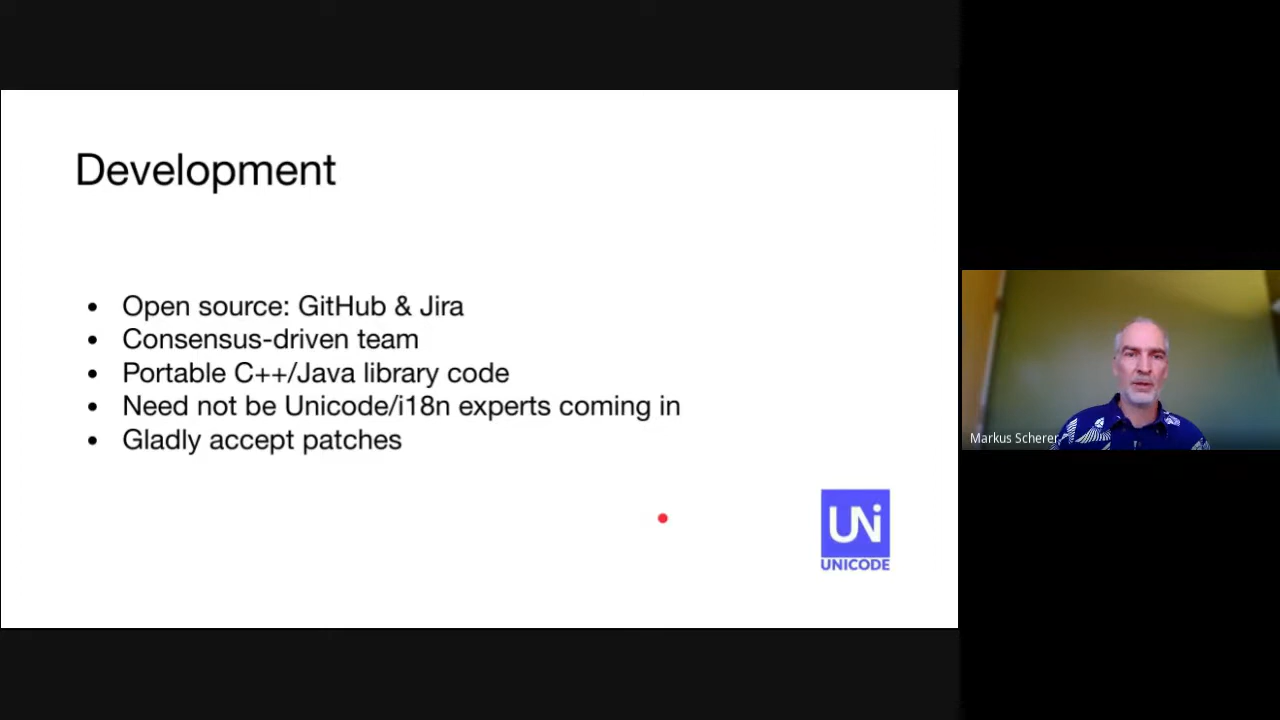 Development
• Open source: GitHub & Jira
• Consensus-driven team
• Portable C++/Java library code
• Need not be Unicode/i18n experts coming in
• Gladly accept patches
UNi
UNICODE
Markus Scherer